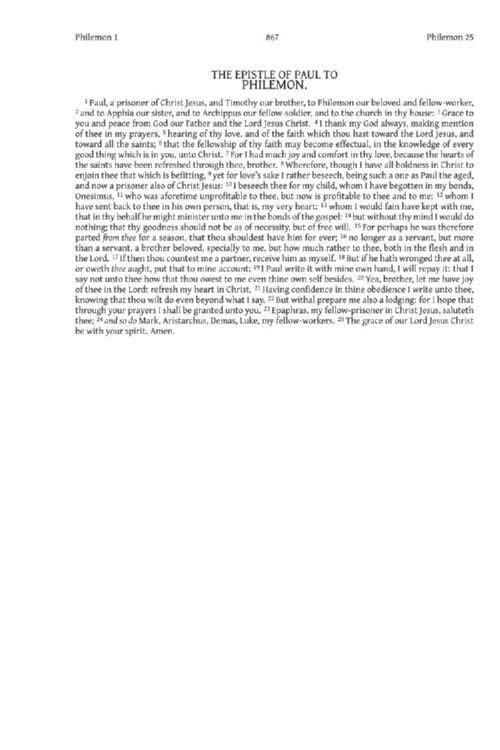 Philemon 1 867 Philemon 25
THE EPISTLE OF PAUL TO
PHILEMON.
1 Paul, a prisoner of Christ Jesus, and Timothy our brother, to Philemon our beloved and fellow-worker,
2 and to Apphia our sister, and to Archippus our fellow-soldier, and to the church in thy house: 3 Grace to
you and peace from God our Father and the Lord Jesus Christ. 4 I thank my God always, making mention
of thee in my prayers, 5 hearing of thy love, and of the faith which thou hast toward the Lord Jesus, and
toward all the saints; 6 that the fellowship of thy faith may become effectual, in the knowledge of every
good thing which is in you, unto Christ. 7 For I had much joy and comfort in thy love, because the hearts of
the saints have been refreshed through thee, brother. 8 Wherefore, though I have all boldness in Christ to
enjoin thee that which is befitting, 9 yet for love's sake I rather beseech, being such a one as Paul the aged,
and now a prisoner also of Christ Jesus: 10 I beseech thee for my child, whom I have begotten in my bonds,
Onesimus, 11 who was aforetime unprofitable to thee, but now is profitable to thee and to me: 12 whom I
have sent back to thee in his own person, that is, my very heart: 13 whom I would fain have kept with me,
that in thy behalf he might minister unto me in the bonds of the gospel: 14 but without thy mind I would do
nothing; that thy goodness should not be as of necessity, but of free will. 15 For perhaps he was therefore
parted from thee for a season, that thou shouldest have him for ever; 16 no longer as a servant, but more
than a servant, a brother beloved, specially to me, but how much rather to thee, both in the flesh and in
the Lord. 17 If then thou countest me a partner, receive him as myself. 18 But if he hath wronged thee at all,
or oweth thee aught, put that to mine account; 19 I Paul write it with mine own hand, I will repay it: that I
say not unto thee how that thou owest to me even thine own self besides. 20 Yea, brother, let me have joy
of thee in the Lord: refresh my heart in Christ. 21 Having confidence in thine obedience I write unto thee,
knowing that thou wilt do even beyond what I say. 22 But withal prepare me also a lodging: for I hope that
through your prayers I shall be granted unto you. 23 Epaphras, my fellow-prisoner in Christ Jesus, saluteth
thee; 24 and so do Mark, Aristarchus, Demas, Luke, my fellow-workers. 25 The grace of our Lord Jesus Christ
be with your spirit. Amen.